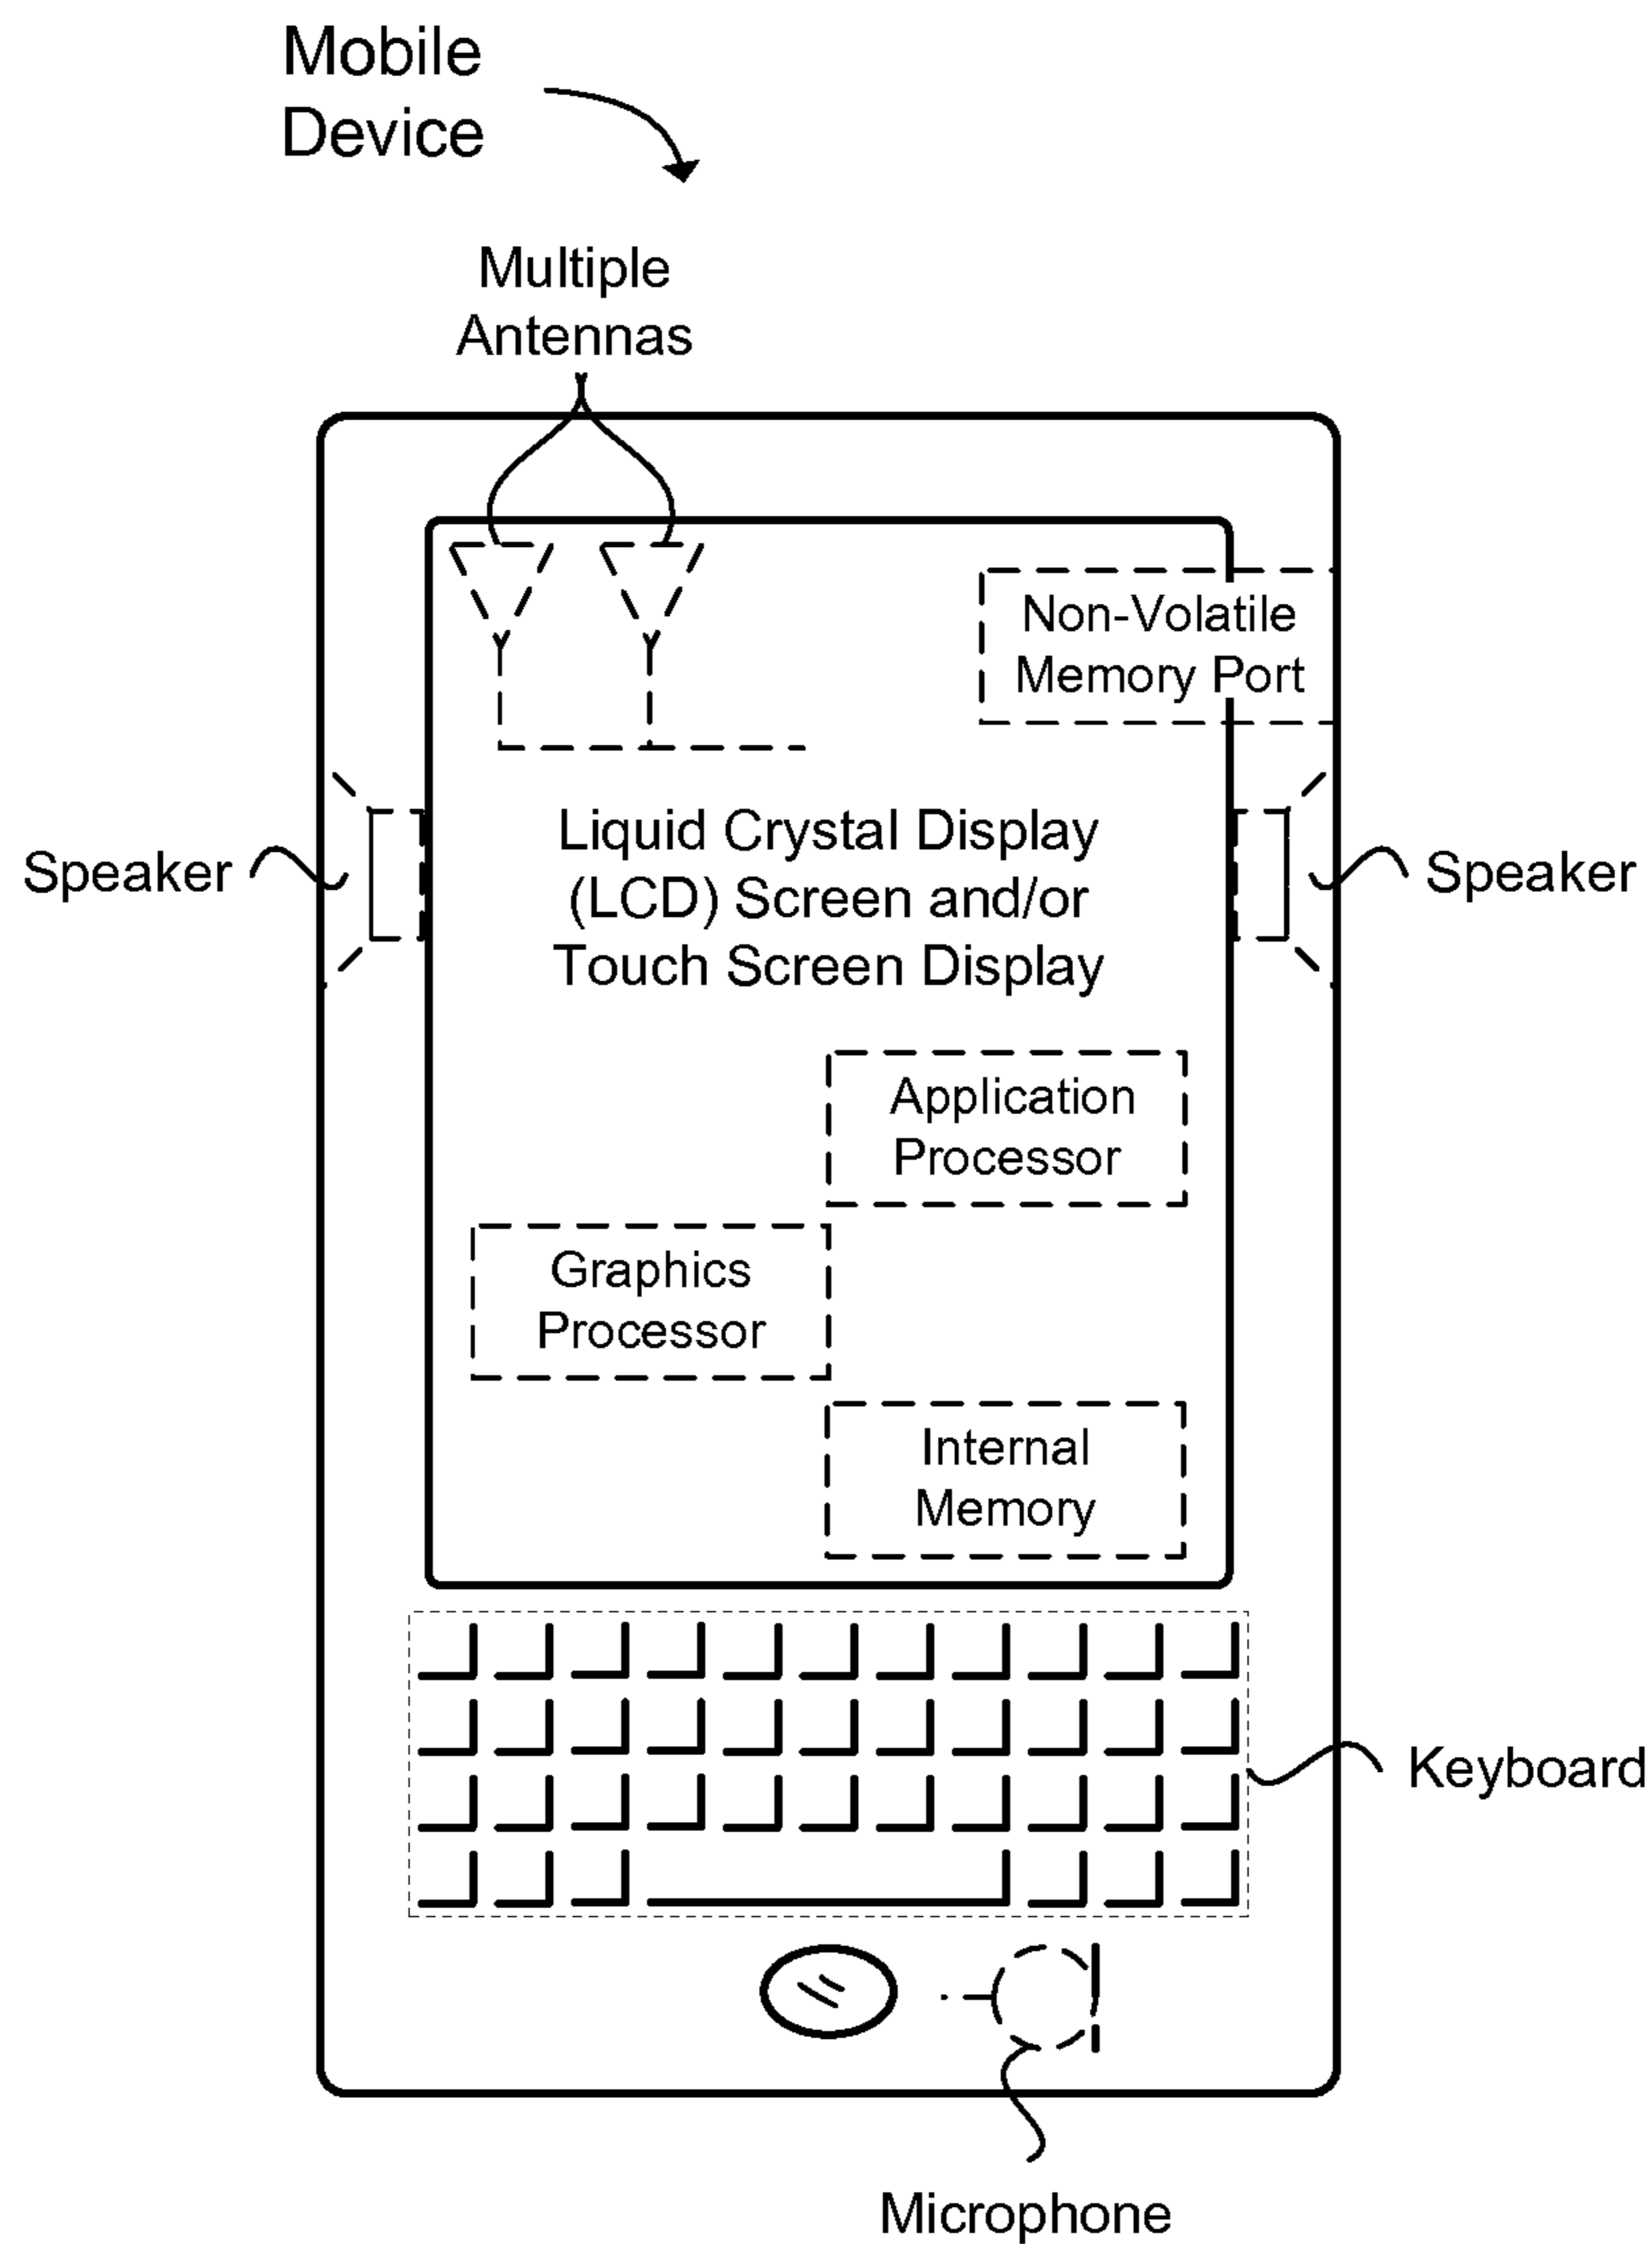 Mobile
Device
Multiple
Antennas
Non-Volatile
Memory Port
Speaker
Liquid Crystal Display
(LCD) Screen and/or
Touch Screen Display
Speaker
Application
Processor
Graphics
Processor
Internal
Memory
Keyboard
Microphone